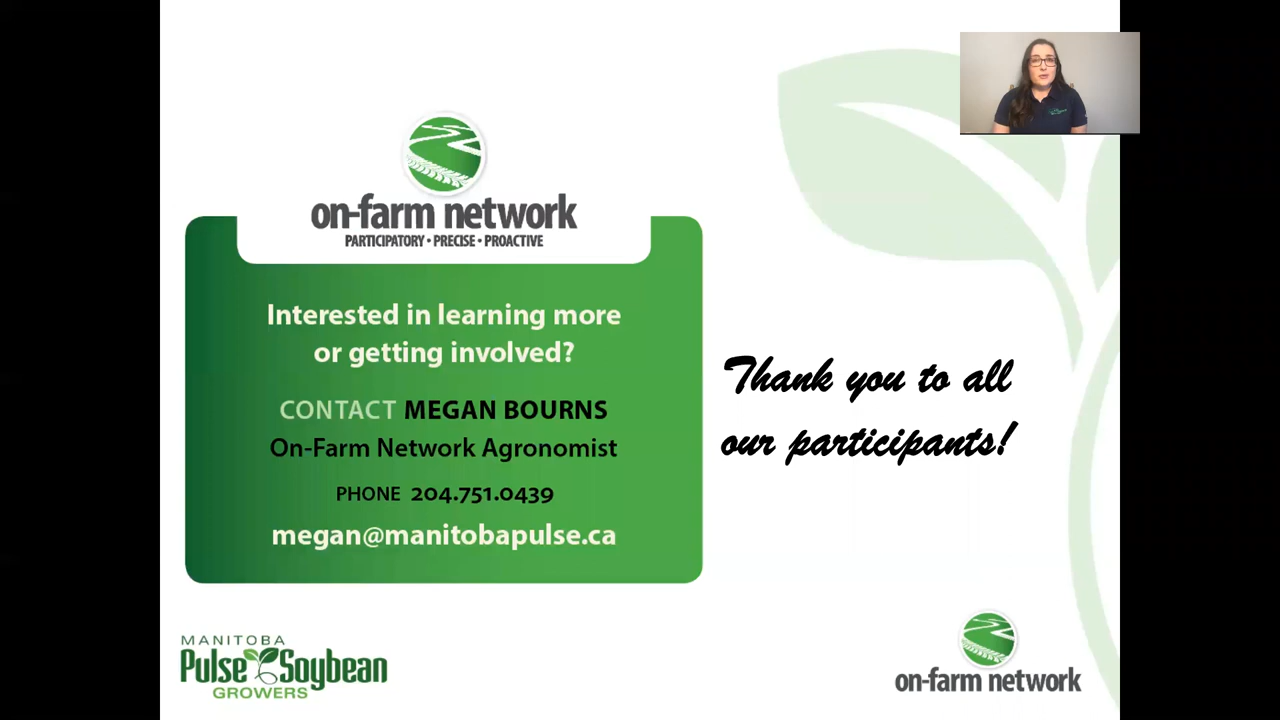 on-farm network
PARTICIPATORY • PRECISE • PROACTIVE
Interested in learning more
or getting involved?
CONTACT MEGAN BOURNS
On-Farm Network Agronomist
PHONE 204.751.0439
megan@manitobapulse.ca
Thank you to all
our participants!
MANITOBA
Pulse Soybean
GROWERS
on-farm network